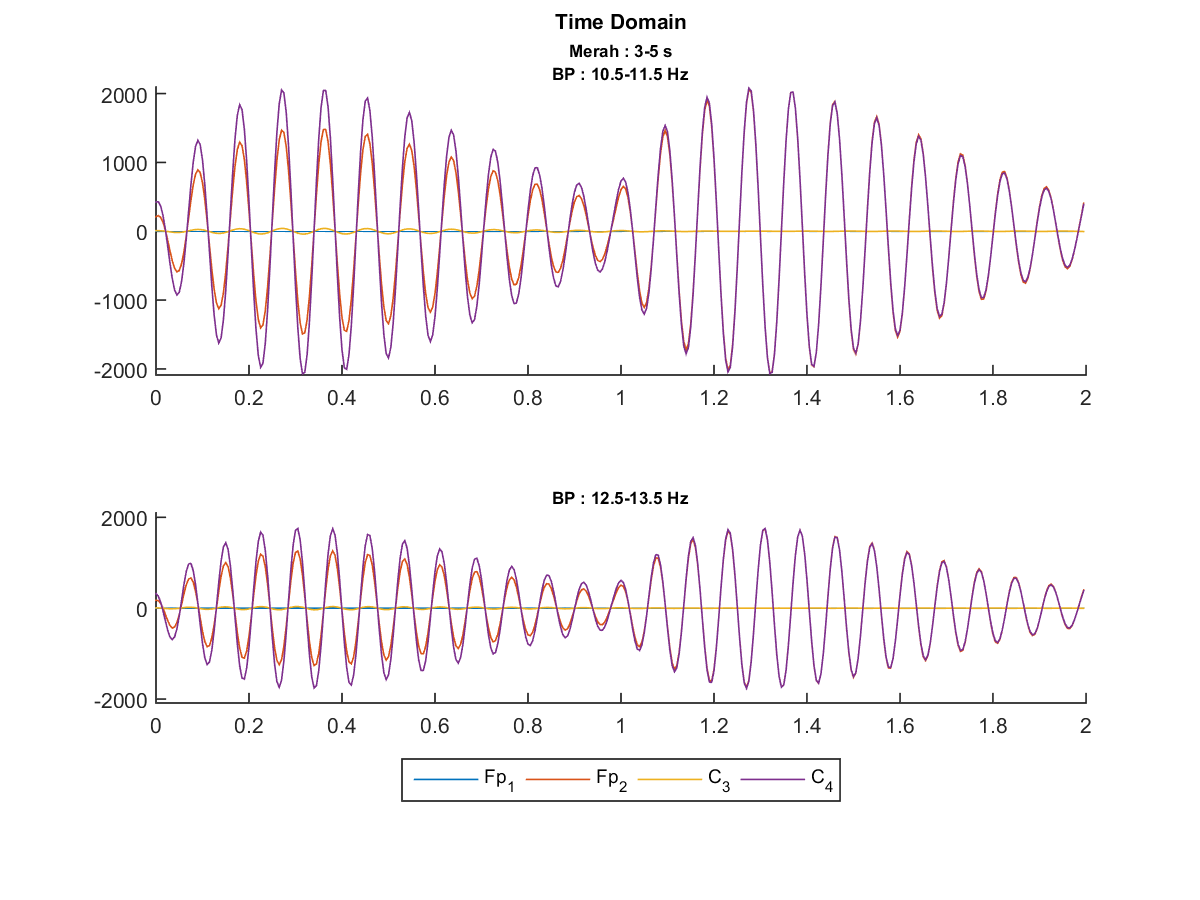 Time Domain
Merah : 3-5 s
BP : 10.5-11.5 Hz
2000
1000
0
-1000
-2000
0 0.2 0.4 0.6 0.8 1 1.2 1.4 1.6 1.8 2
BP : 12.5-13.5 Hz
2000
0
-2000
0 0.2 0.4 0.6 0.8 1 1.2 1.4 1.6 1.8 2
Fp1 Fp2 C3 C4